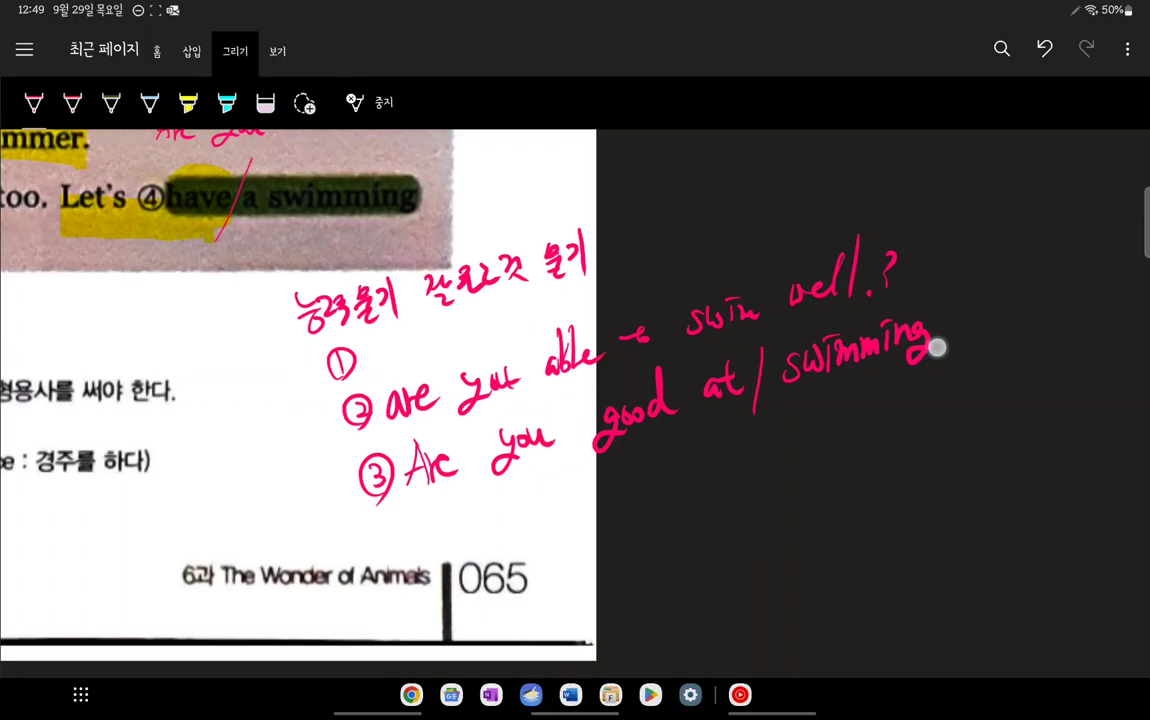 12:49 9월 29일 목요일 50%
최근 페이지 홈 삽입 그리기 보기
중지
mmer.
Are you
too. Let's ④have a swimming
능력묻기 잘 묻기
①
② are you able to swim well?
③ Are you good at / swimming
형용사를 써야 한다.
: 경주를 하다)
6과 The Wonder of Animals 065